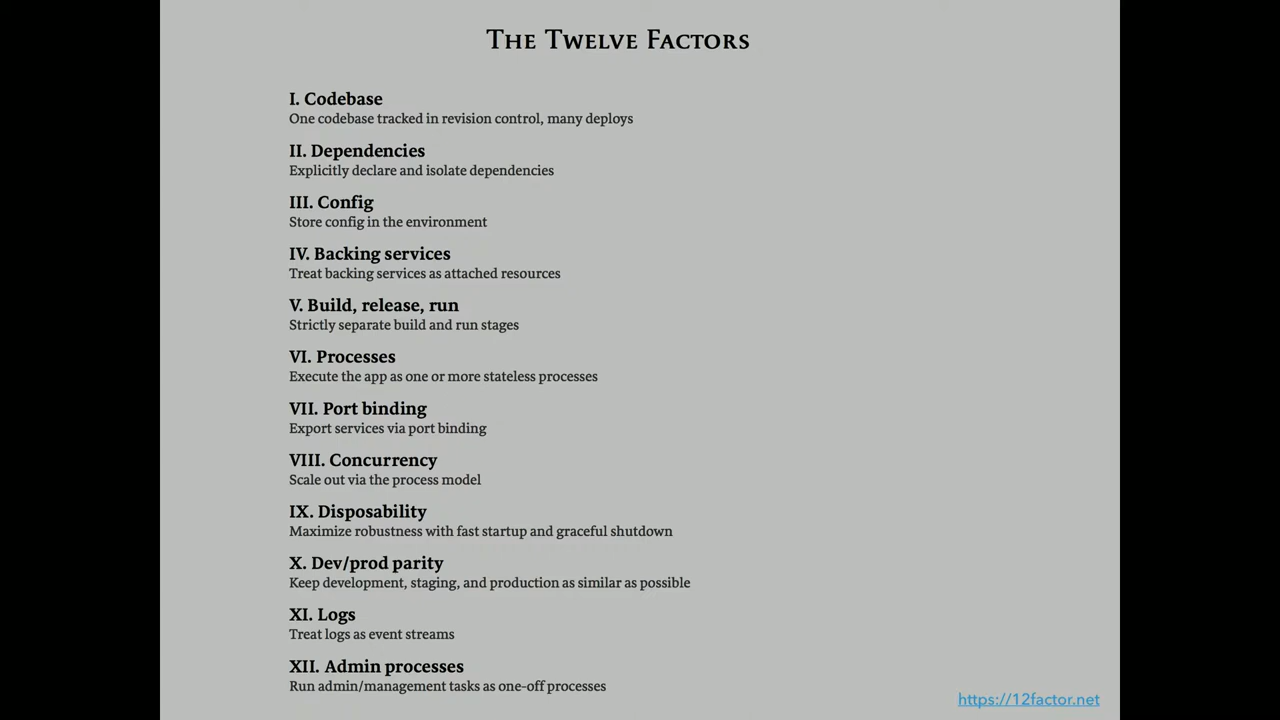 The Twelve Factors
I. Codebase
One codebase tracked in revision control, many deploys
II. Dependencies
Explicitly declare and isolate dependencies
III. Config
Store config in the environment
IV. Backing services
Treat backing services as attached resources
V. Build, release, run
Strictly separate build and run stages
VI. Processes
Execute the app as one or more stateless processes
VII. Port binding
Export services via port binding
VIII. Concurrency
Scale out via the process model
IX. Disposability
Maximize robustness with fast startup and graceful shutdown
X. Dev/prod parity
Keep development, staging, and production as similar as possible
XI. Logs
Treat logs as event streams
XII. Admin processes
Run admin/management tasks as one-off processes
https://12factor.net